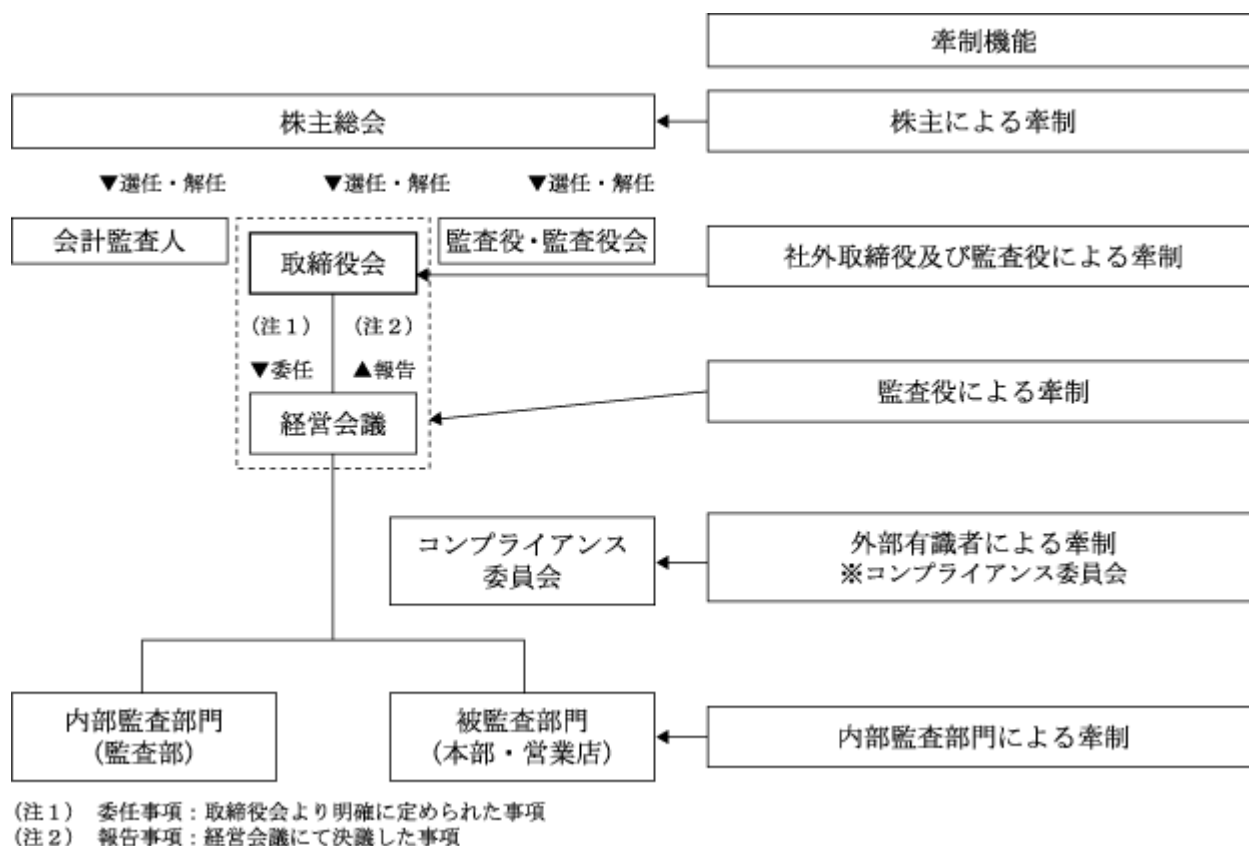 牽制機能
株主総会
株主による牽制
▼選任・解任
▼選任・解任
▼選任・解任
会計監査人
取締役会
監査役・監査役会
社外取締役及び監査役による牽制
(注1)
(注2)
▼委任
▲報告
経営会議
監査役による牽制
コンプライアンス
委員会
外部有識者による牽制
※コンプライアンス委員会
内部監査部門
(監査部)
被監査部門
(本部・営業店)
内部監査部門による牽制
(注1) 委任事項：取締役会より明確に定められた事項
(注2) 報告事項：経営会議にて決議した事項